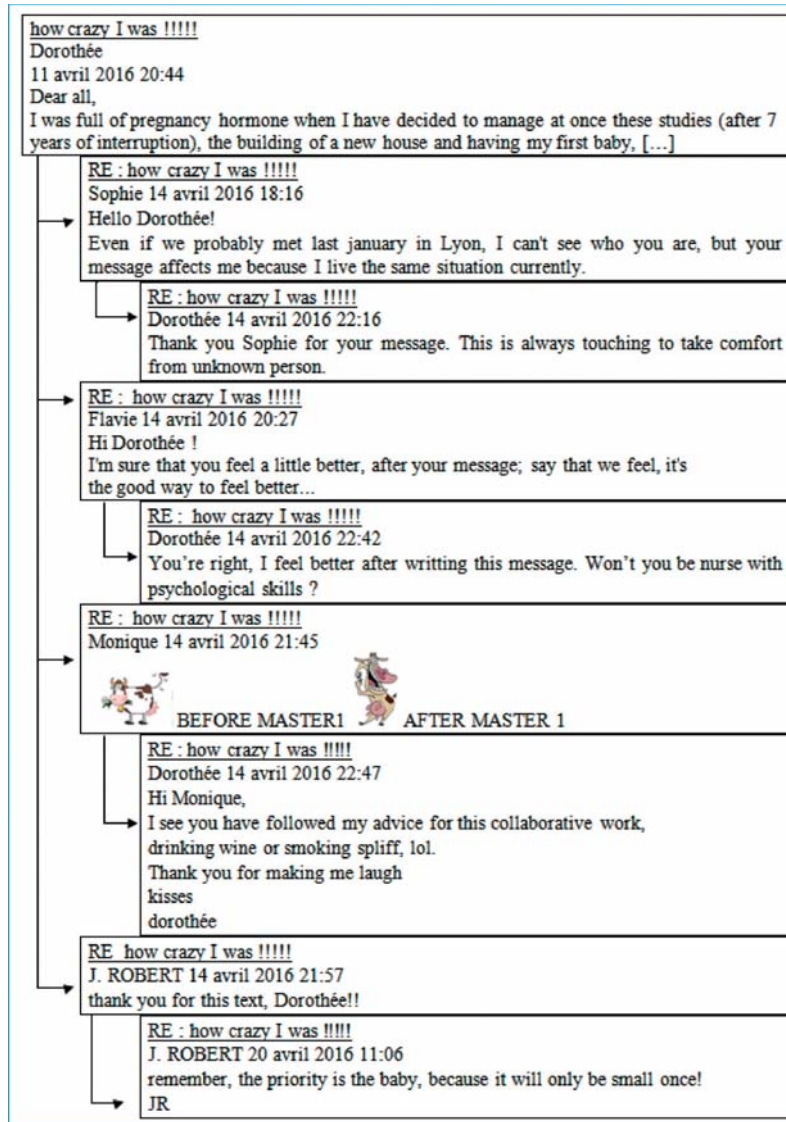 how crazy I was !!!!!
Dorothée
11 avril 2016 20:44
Dear all,
I was full of pregnancy hormone when I have decided to manage at once these studies (after 7
years of interruption), the building of a new house and having my first baby, […]
RE : how crazy I was !!!!!
Sophie 14 avril 2016 18:16
Hello Dorothée!
Even if we probably met last january in Lyon, I can't see who you are, but your
message affects me because I live the same situation currently.
RE : how crazy I was !!!!!
Dorothée 14 avril 2016 22:16
Thank you Sophie for your message. This is always touching to take comfort
from unknown person.
RE : how crazy I was !!!!!
Flavie 14 avril 2016 20:27
Hi Dorothée !
I'm sure that you feel a little better, after your message; say that we feel, it's
the good way to feel better...
RE : how crazy I was !!!!!
Dorothée 14 avril 2016 22:42
You're right, I feel better after writting this message. Won't you be nurse with
psychological skills ?
RE : how crazy I was !!!!!
Monique 14 avril 2016 21:45
BEFORE MASTER1 AFTER MASTER 1
RE : how crazy I was !!!!!
Dorothée 14 avril 2016 22:47
Hi Monique,
I see you have followed my advice for this collaborative work,
drinking wine or smoking spliff, lol.
Thank you for making me laugh
kisses
dorothée
RE how crazy I was !!!!!
J. ROBERT 14 avril 2016 21:57
thank you for this text, Dorothée!!
RE : how crazy I was !!!!!
J. ROBERT 20 avril 2016 11:06
remember, the priority is the baby, because it will only be small once!
JR